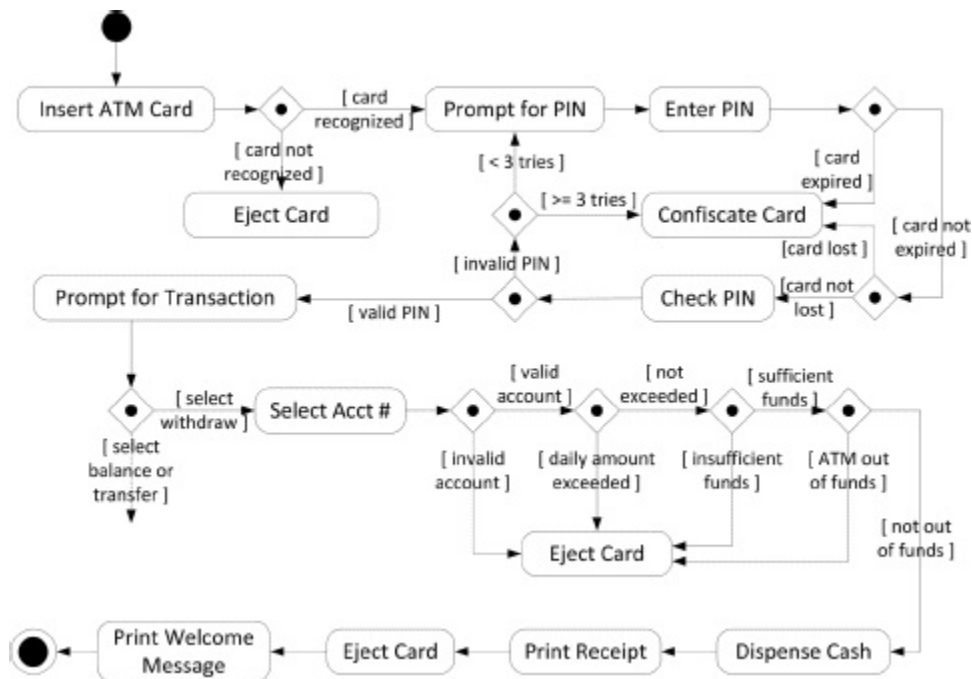 Insert ATM Card
[ card
recognized ]
Prompt for PIN
Enter PIN
[ card not
recognized ]
[ < 3 tries ]
[ card
expired ]
Eject Card
[ >= 3 tries ]
Confiscate Card
[ card not
expired ]
[card lost]
[ invalid PIN ]
Prompt for Transaction
[ valid PIN ]
Check PIN
[card not
lost ]
[ select
withdraw ]
Select Acct #
[ valid
account ]
[ not
exceeded ]
[ sufficient
funds ]
[ select
balance or
transfer ]
[ invalid
account ]
[ daily amount
exceeded ]
[insufficient
funds ]
[ ATM out
of funds ]
[ not out
of funds ]
Eject Card
Print Welcome
Message
Eject Card
Print Receipt
Dispense Cash